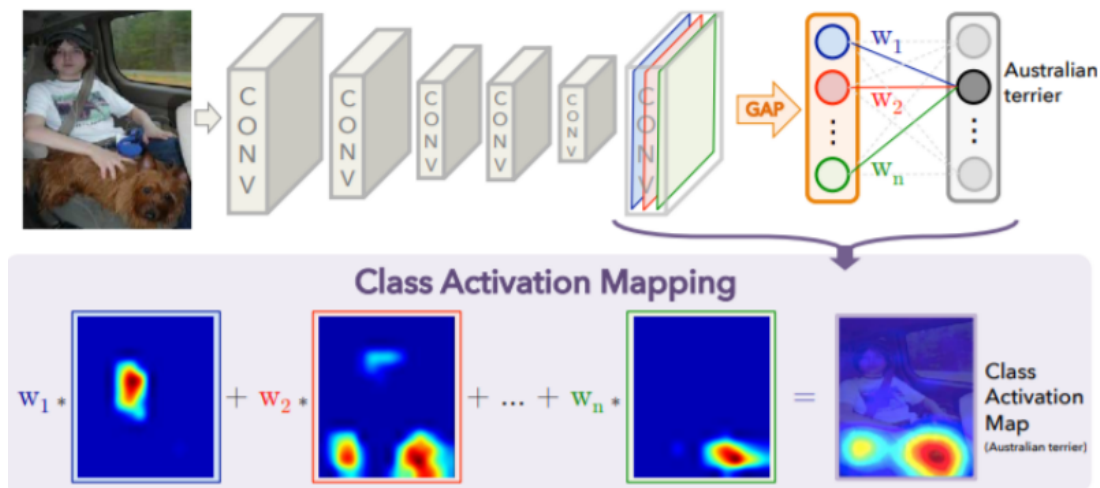 CONV
CONV
CONV
CONV
CONV
CONV
GAP
w₁
w₂
⋮
wₙ
⋮
Australian
terrier
Class Activation Mapping
w₁ * + w₂ * + ... + wₙ * =
Class
Activation
Map
(Australian terrier)